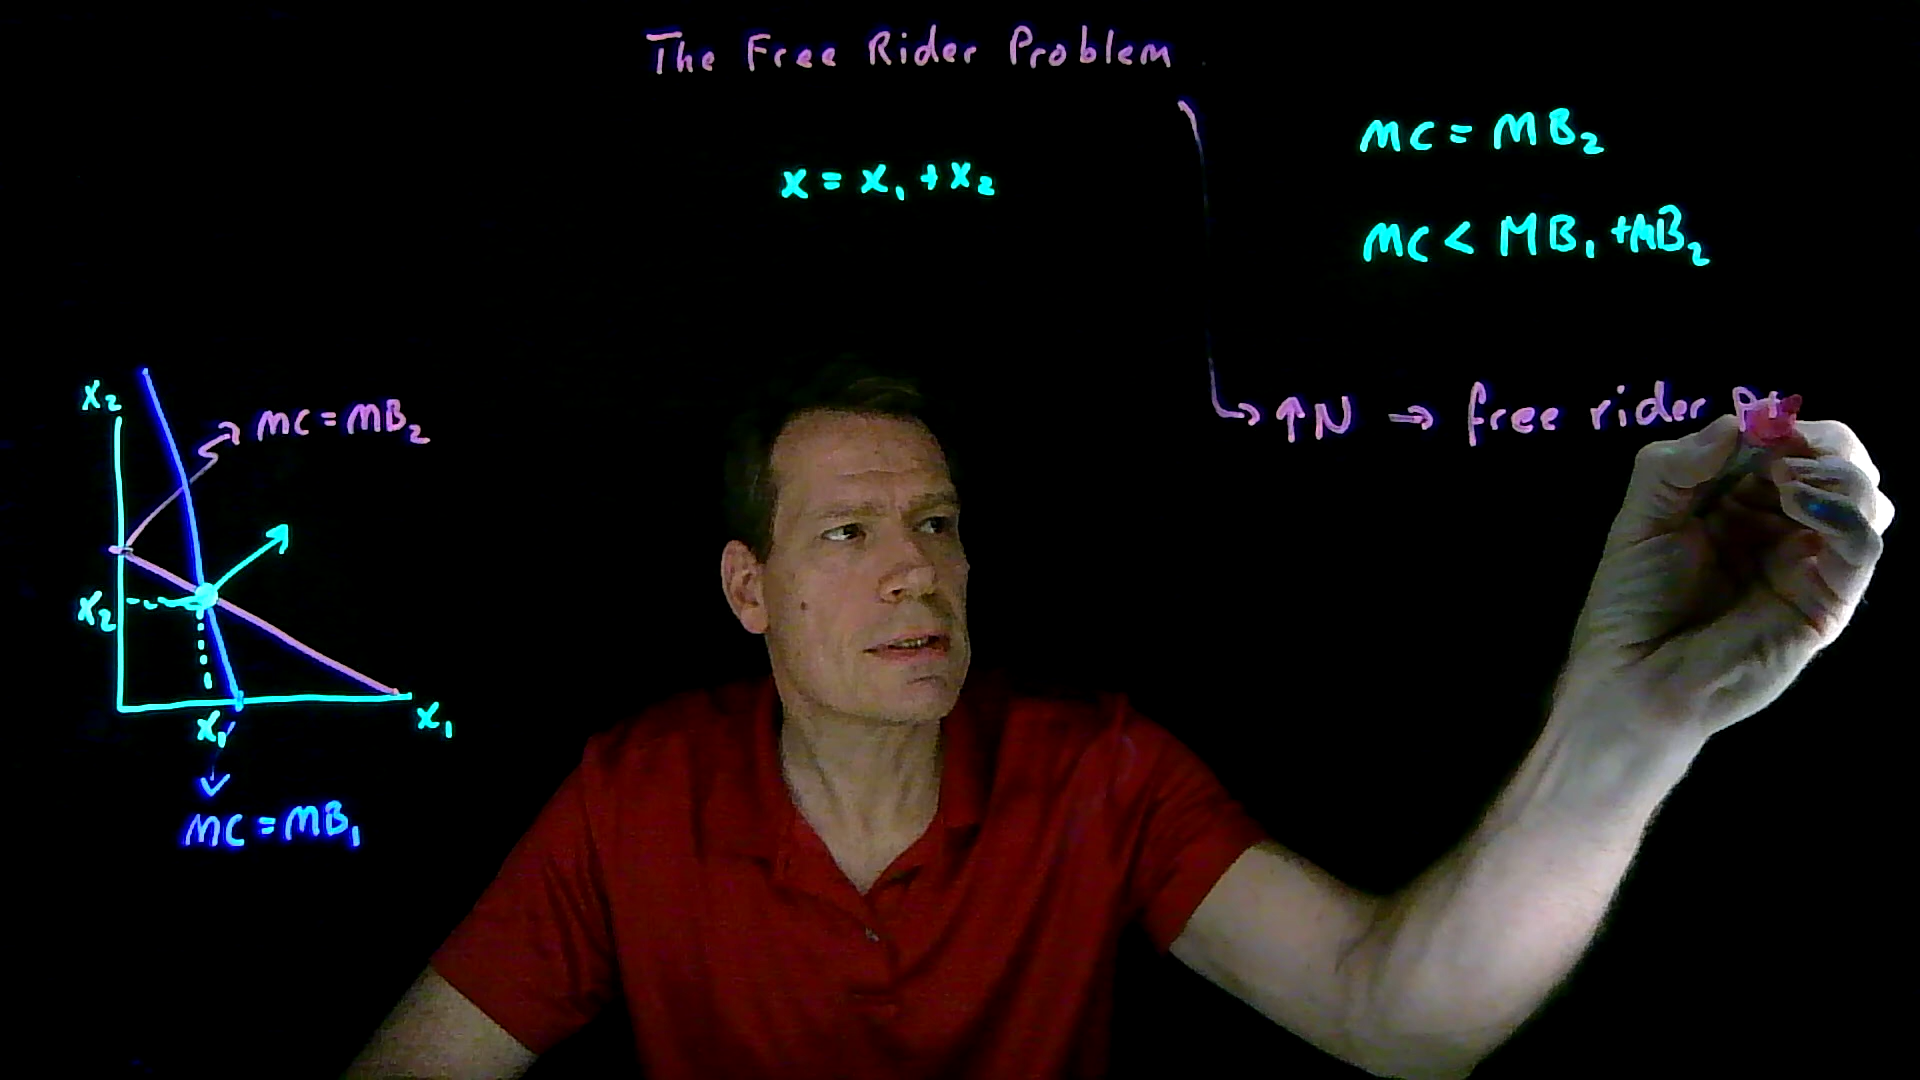 The Free Rider Problem
x = x₁ + x₂
MC = MB₂
MC < MB₁ + MB₂
↑N → free rider
x₂
MC = MB₂
x₂
x₁
x₁
MC = MB₁